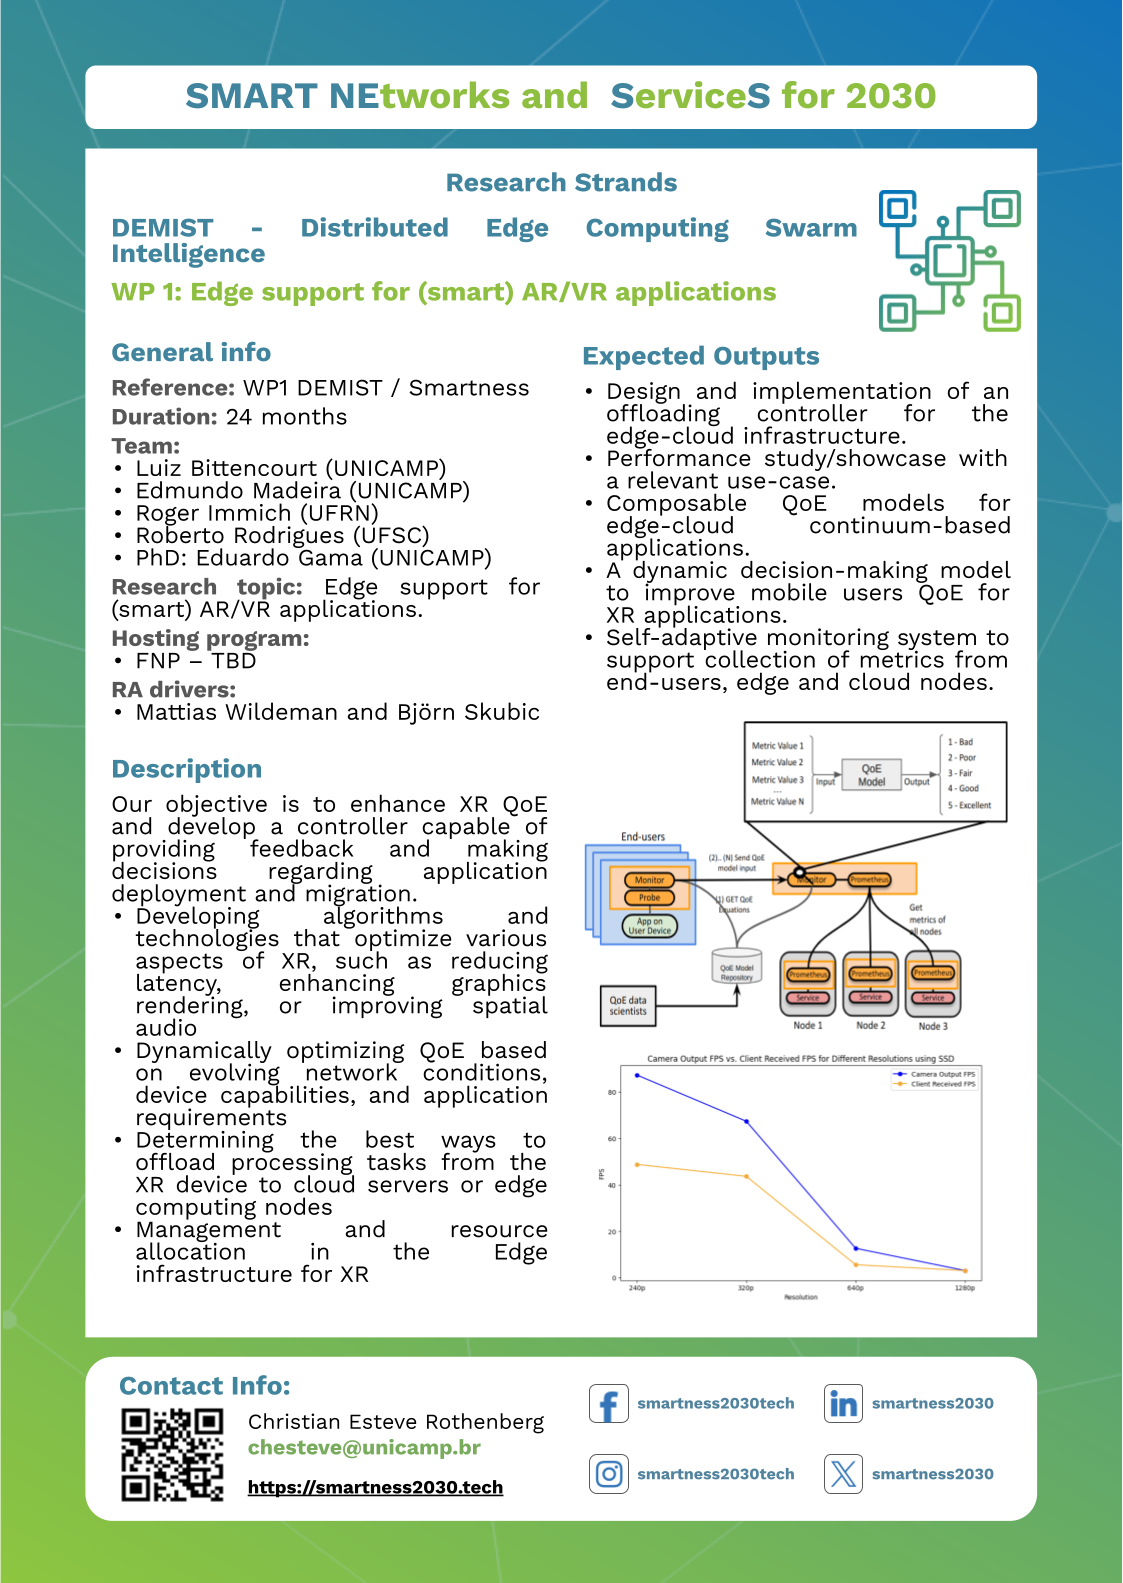 SMART NEtworks and ServiceS for 2030
Research Strands
DEMIST - Distributed Edge Computing Swarm
Intelligence
WP 1: Edge support for (smart) AR/VR applications
General info
Reference: WP1 DEMIST / Smartness
Duration: 24 months
Team:
• Luiz Bittencourt (UNICAMP)
• Edmundo Madeira (UNICAMP)
• Roger Immich (UFRN)
• Roberto Rodrigues (UFSC)
• PhD: Eduardo Gama (UNICAMP)
Research topic: Edge support for
(smart) AR/VR applications.
Hosting program:
• FNP – TBD
RA drivers:
• Mattias Wildeman and Björn Skubic
Description
Our objective is to enhance XR QoE
and develop a controller capable of
providing feedback and making
decisions regarding application
deployment and migration.
• Developing algorithms and
technologies that optimize various
aspects of XR, such as reducing
latency, enhancing graphics
rendering, or improving spatial
audio
• Dynamically optimizing QoE based
on evolving network conditions,
device capabilities, and application
requirements
• Determining the best ways to
offload processing tasks from the
XR device to cloud servers or edge
computing nodes
• Management and resource
allocation in the Edge
infrastructure for XR
Expected Outputs
• Design and implementation of an
offloading controller for the
edge-cloud infrastructure.
• Performance study/showcase with
a relevant use-case.
• Composable QoE models for
edge-cloud continuum-based
applications.
• A dynamic decision-making model
to improve mobile users QoE for
XR applications.
• Self-adaptive monitoring system to
support collection of metrics from
end-users, edge and cloud nodes.
Metric Value 1
Metric Value 2
Metric Value 3
...
Metric Value N
Input
QoE
Model
Output
1 - Bad
2 - Poor
3 - Fair
4 - Good
5 - Excellent
End-users
Monitor
Probe
App on
User Device
(2).. (N) Send QoE
model input
(1) GET QoE
Equations
Monitor
Prometheus
Get
metrics of
all nodes
QoE Model
Repository
QoE data
scientists
Prometheus
Service
Node 1
Prometheus
Service
Node 2
Prometheus
Service
Node 3
Camera Output FPS vs. Client Received FPS for Different Resolutions using SSD
Camera Output FPS
Client Received FPS
FPS
80
60
40
20
0
240p
320p
640p
1280p
Resolution
Contact Info:
Christian Esteve Rothenberg
chesteve@unicamp.br
https://smartness2030.tech
smartness2030tech
smartness2030
smartness2030tech
smartness2030